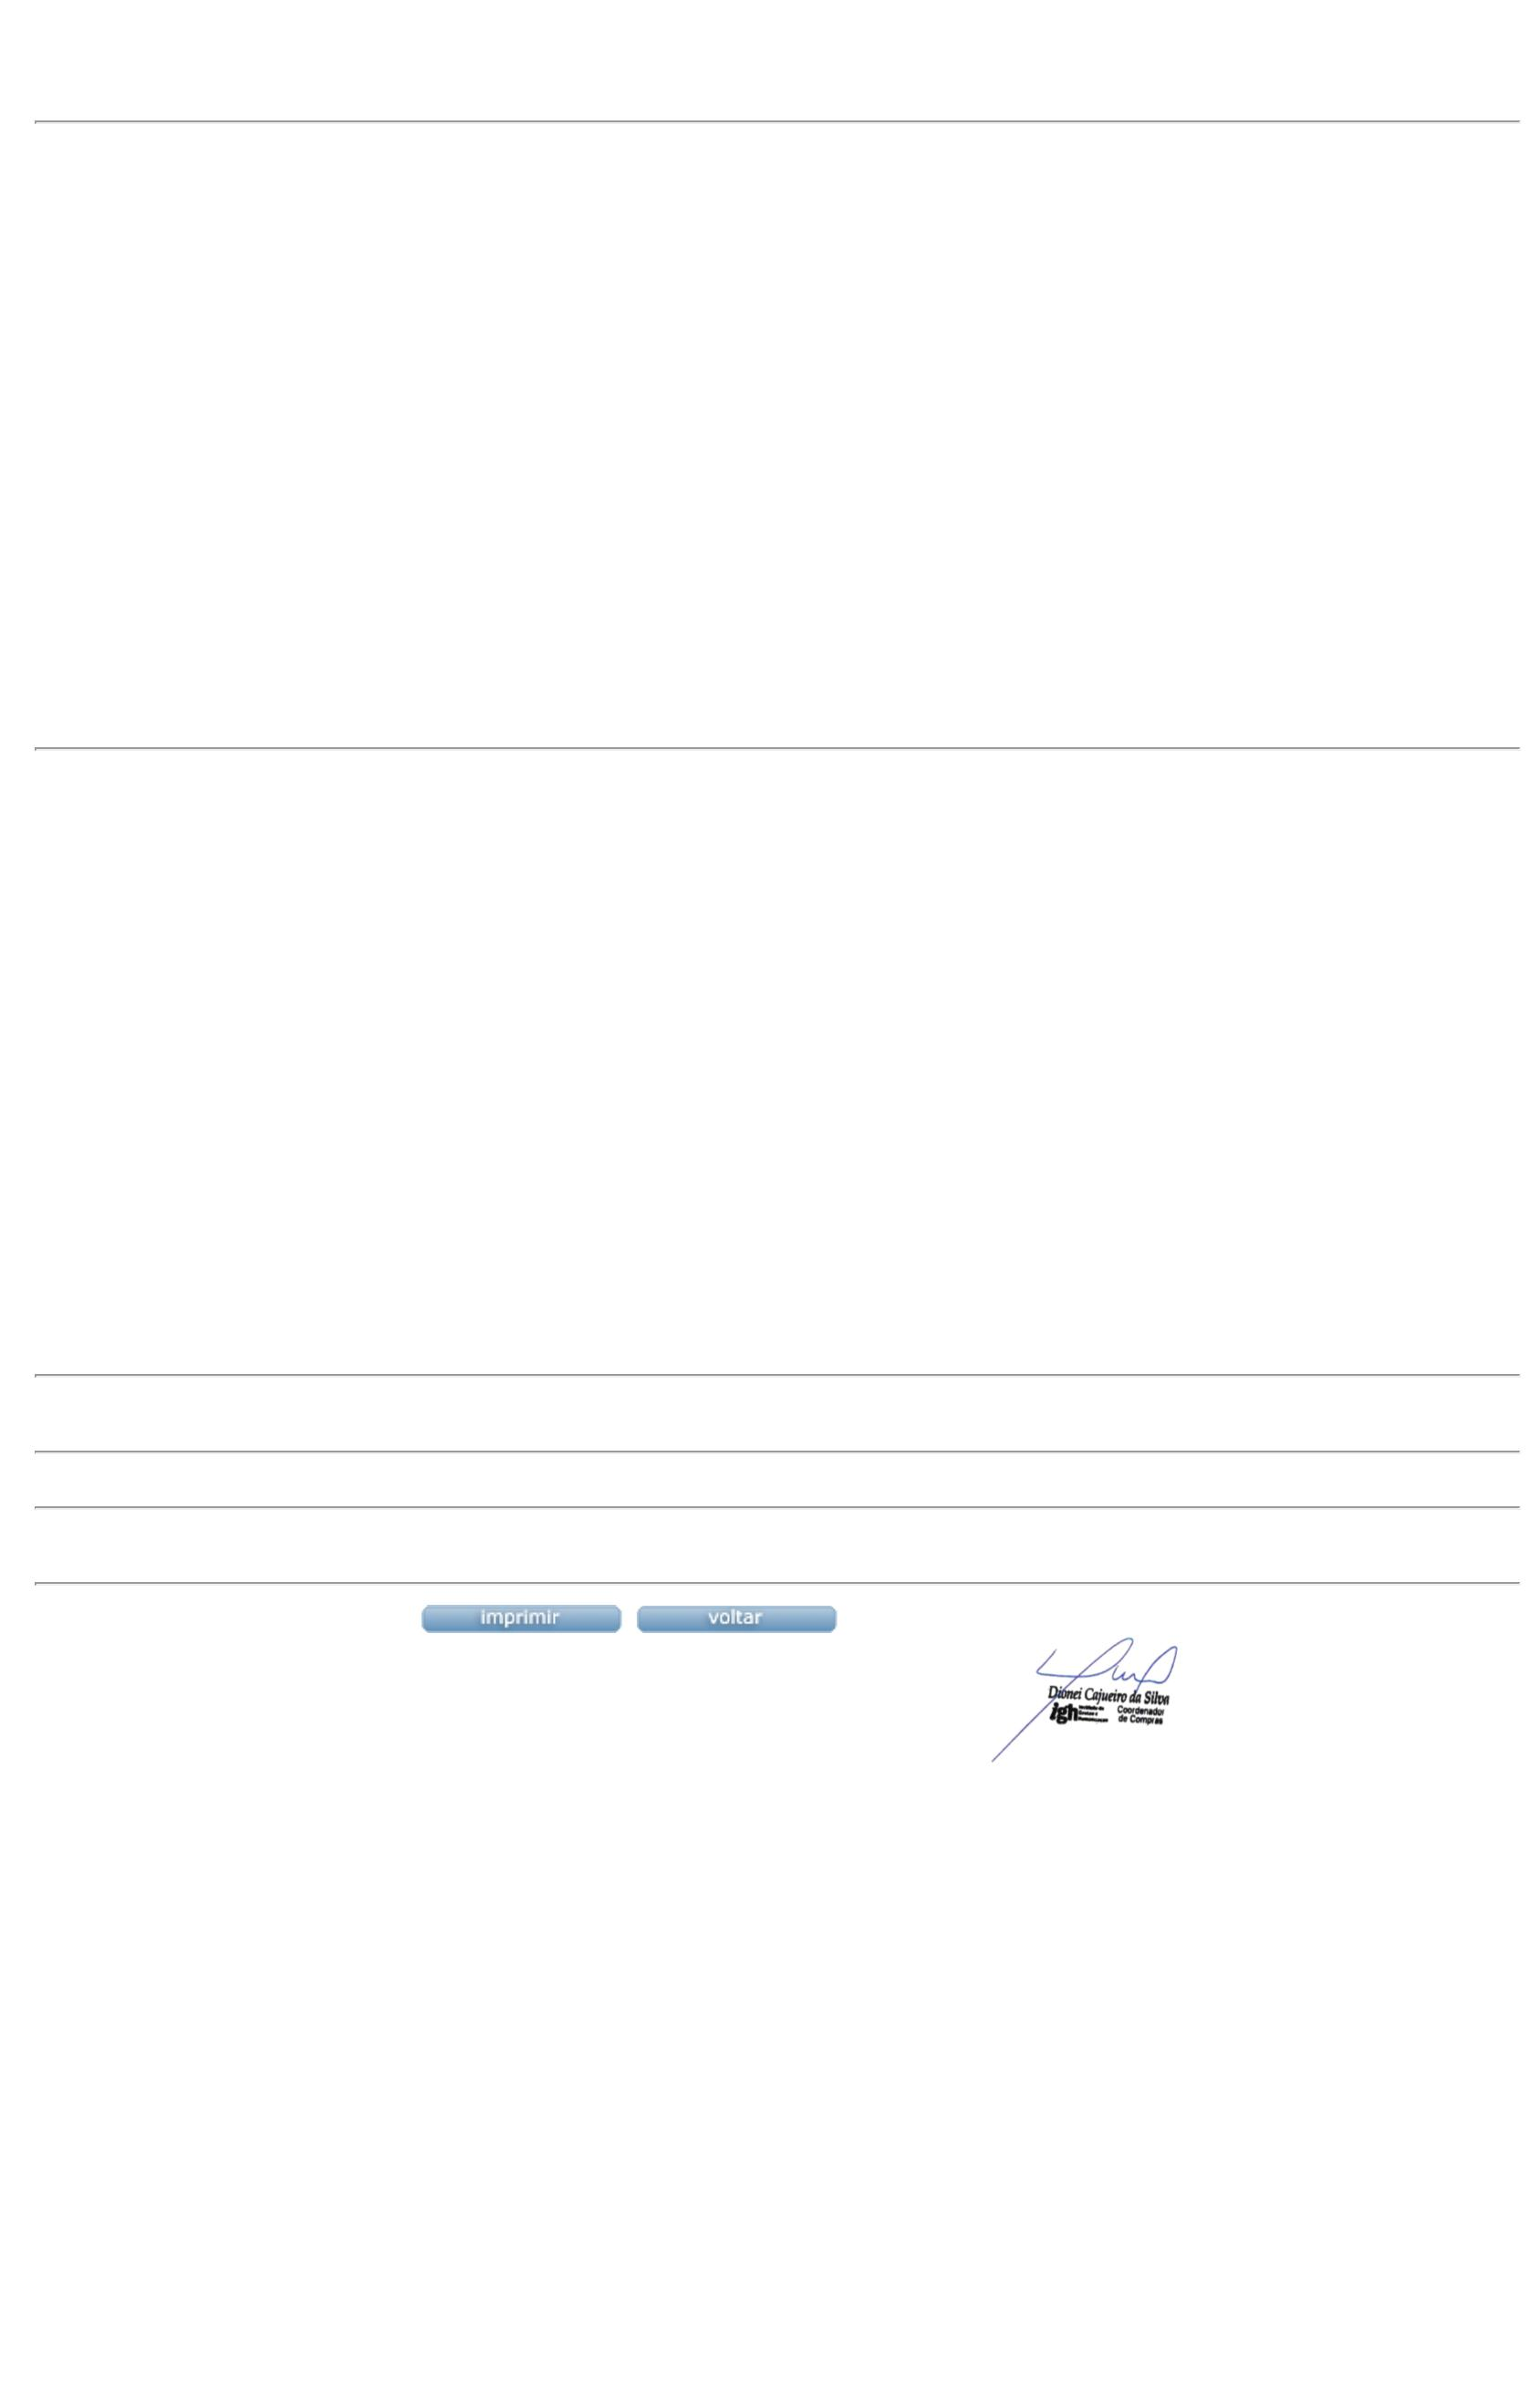 imprimir voltar
Dionei Cajueiro da Silva
igh Coordenador
de Compras